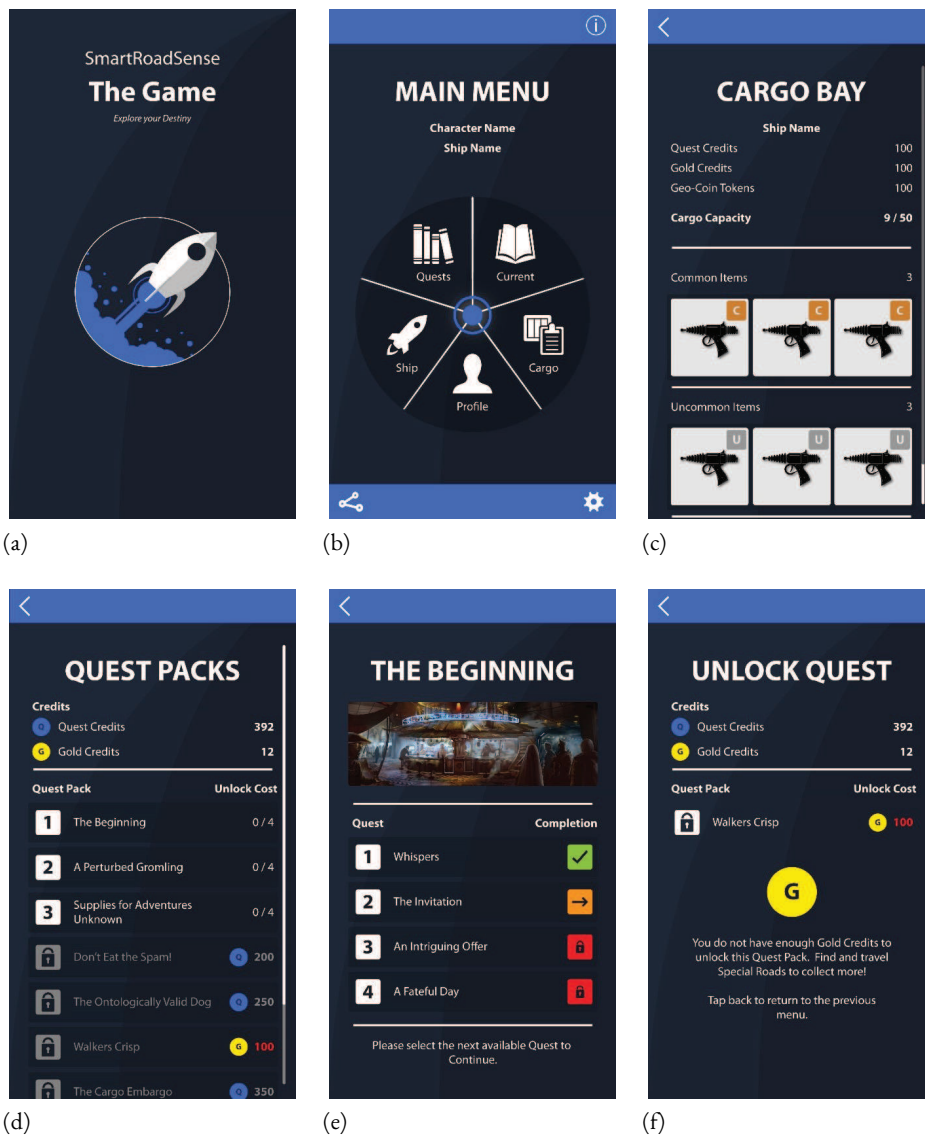 SmartRoadSense
The Game
Explore your Destiny
(a)
MAIN MENU
Character Name
Ship Name
Quests
Current
Ship
Cargo
Profile
(b)
CARGO BAY
Ship Name
Quest Credits 100
Gold Credits 100
Geo-Coin Tokens 100
Cargo Capacity 9 / 50
Common Items 3
C C C
Uncommon Items 3
U U U
(c)
QUEST PACKS
Credits
Q Quest Credits 392
G Gold Credits 12
Quest Pack Unlock Cost
1 The Beginning 0 / 4
2 A Perturbed Gromling 0 / 4
3 Supplies for Adventures
Unknown 0 / 4
Don't Eat the Spam! Q 200
The Ontologically Valid Dog Q 250
Walkers Crisp G 100
The Cargo Embargo Q 350
(d)
THE BEGINNING
Quest Completion
1 Whispers
2 The Invitation
3 An Intriguing Offer
4 A Fateful Day
Please select the next available Quest to
Continue.
(e)
UNLOCK QUEST
Credits
Q Quest Credits 392
G Gold Credits 12
Quest Pack Unlock Cost
Walkers Crisp G 100
G
You do not have enough Gold Credits to
unlock this Quest Pack. Find and travel
Special Roads to collect more!
Tap back to return to the previous
menu.
(f)